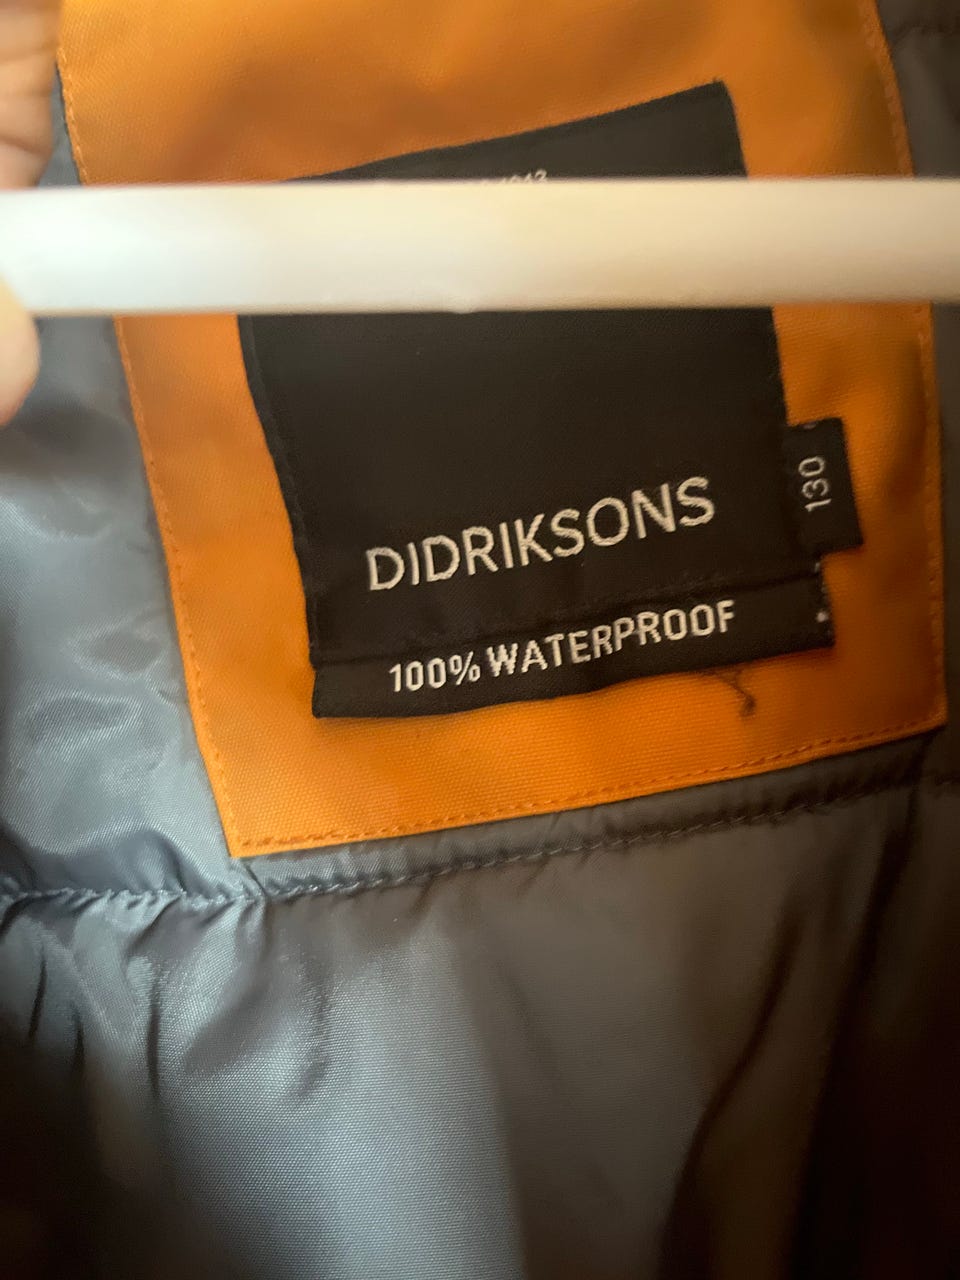 DIDRIKSONS
130
100% WATERPROOF